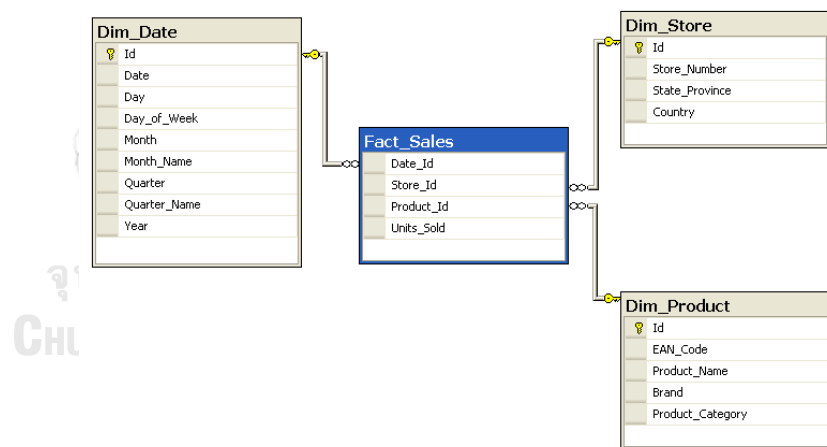 Dim_Date
Id
Date
Day
Day_of_Week
Month
Month_Name
Quarter
Quarter_Name
Year
Fact_Sales
Date_Id
Store_Id
Product_Id
Units_Sold
Dim_Store
Id
Store_Number
State_Province
Country
Dim_Product
Id
EAN_Code
Product_Name
Brand
Product_Category